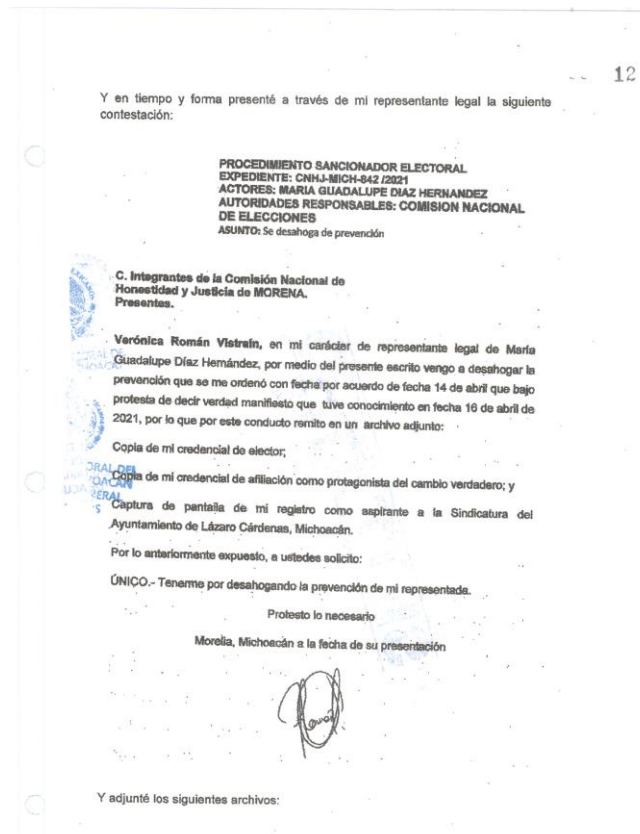 12
Y en tiempo y forma presenté a través de mi representante legal la siguiente
contestación:
PROCEDIMIENTO SANCIONADOR ELECTORAL
EXPEDIENTE: CNHJ-MICH-842 /2021
ACTORES: MARIA GUADALUPE DIAZ HERNANDEZ
AUTORIDADES RESPONSABLES: COMISION NACIONAL
DE ELECCIONES
ASUNTO: Se desahoga de prevención
C. Integrantes de la Comisión Nacional de
Honestidad y Justicia de MORENA.
Presentes.
Verónica Román Vistraín, en mi carácter de representante legal de María
Guadalupe Díaz Hernández, por medio del presente escrito vengo a desahogar la
prevención que se me ordenó con fecha por acuerdo de fecha 14 de abril que bajo
protesta de decir verdad manifiesto que tuve conocimiento en fecha 16 de abril de
2021, por lo que por este conducto remito en un archivo adjunto:
Copia de mi credencial de elector;
Copia de mi credencial de afiliación como protagonista del cambio verdadero; y
Captura de pantalla de mi registro como aspirante a la Sindicatura del
Ayuntamiento de Lázaro Cárdenas, Michoacán.
Por lo anteriormente expuesto, a ustedes solicito:
ÚNICO.- Tenerme por desahogando la prevención de mi representada.
Protesto lo necesario
Morelia, Michoacán a la fecha de su presentación
Y adjunté los siguientes archivos: